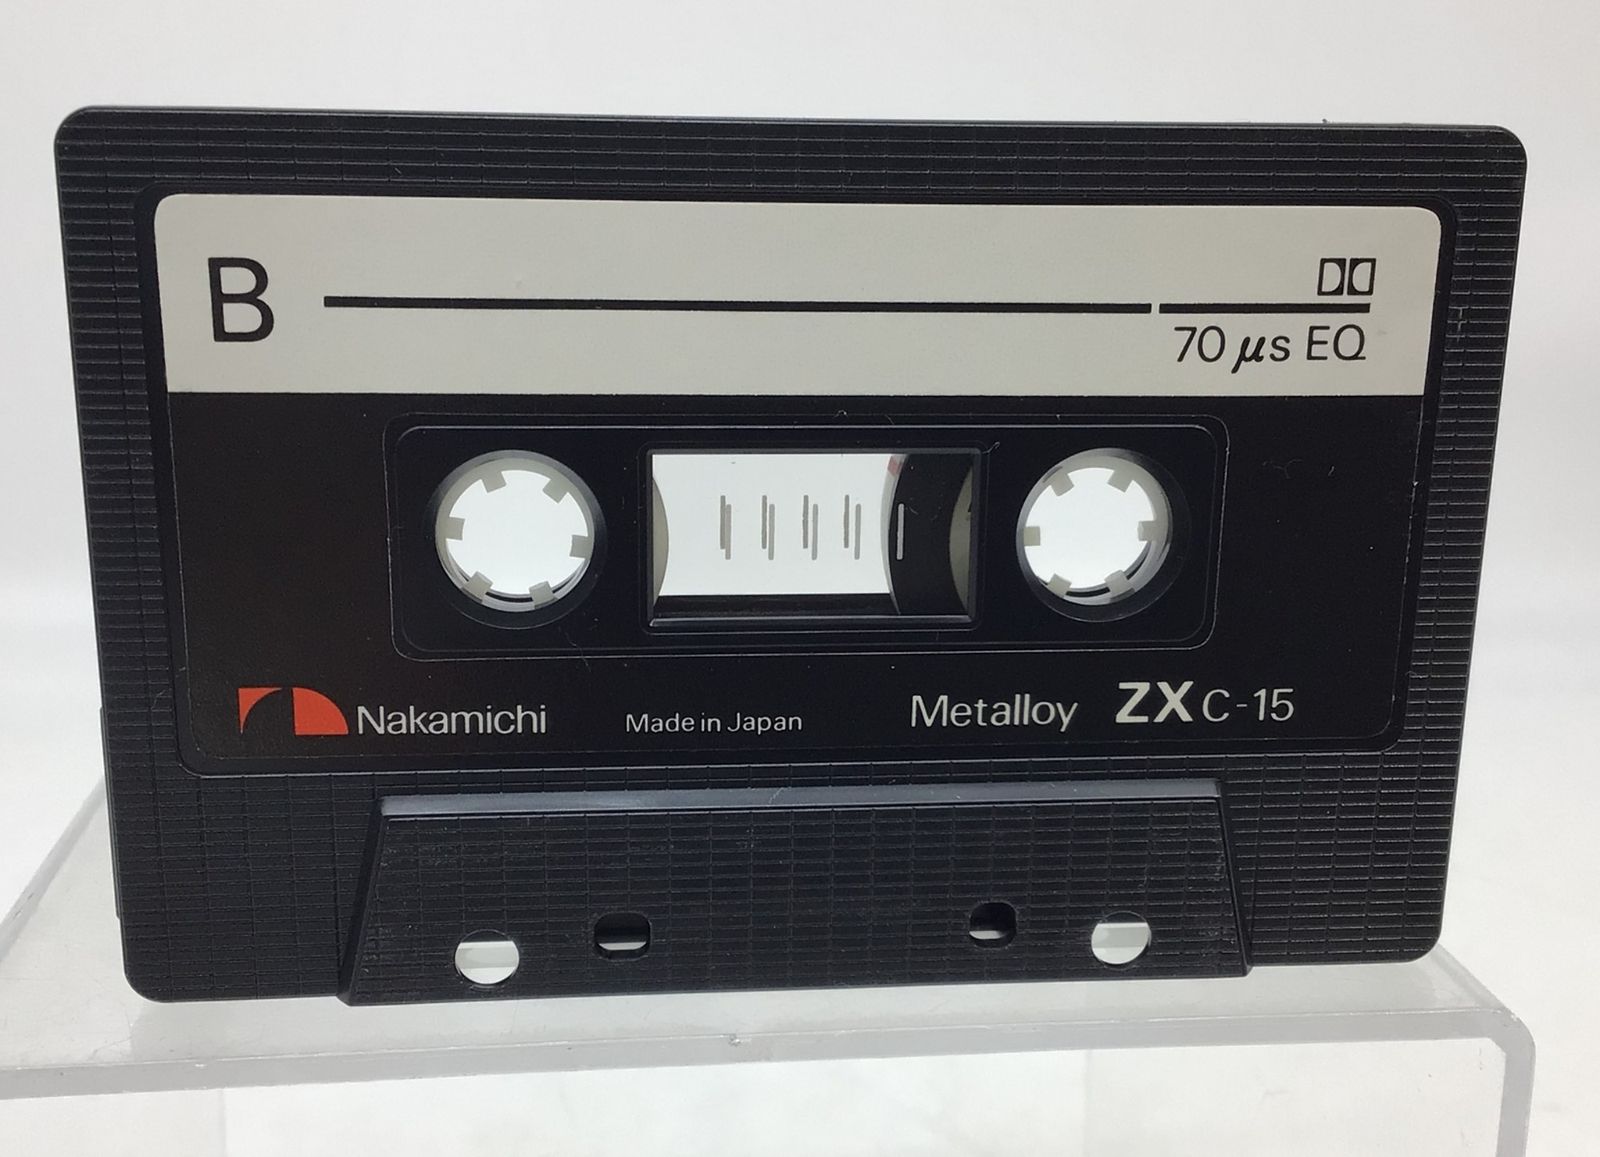 B
70 μs EQ
Nakamichi
Made in Japan
Metalloy ZX C-15